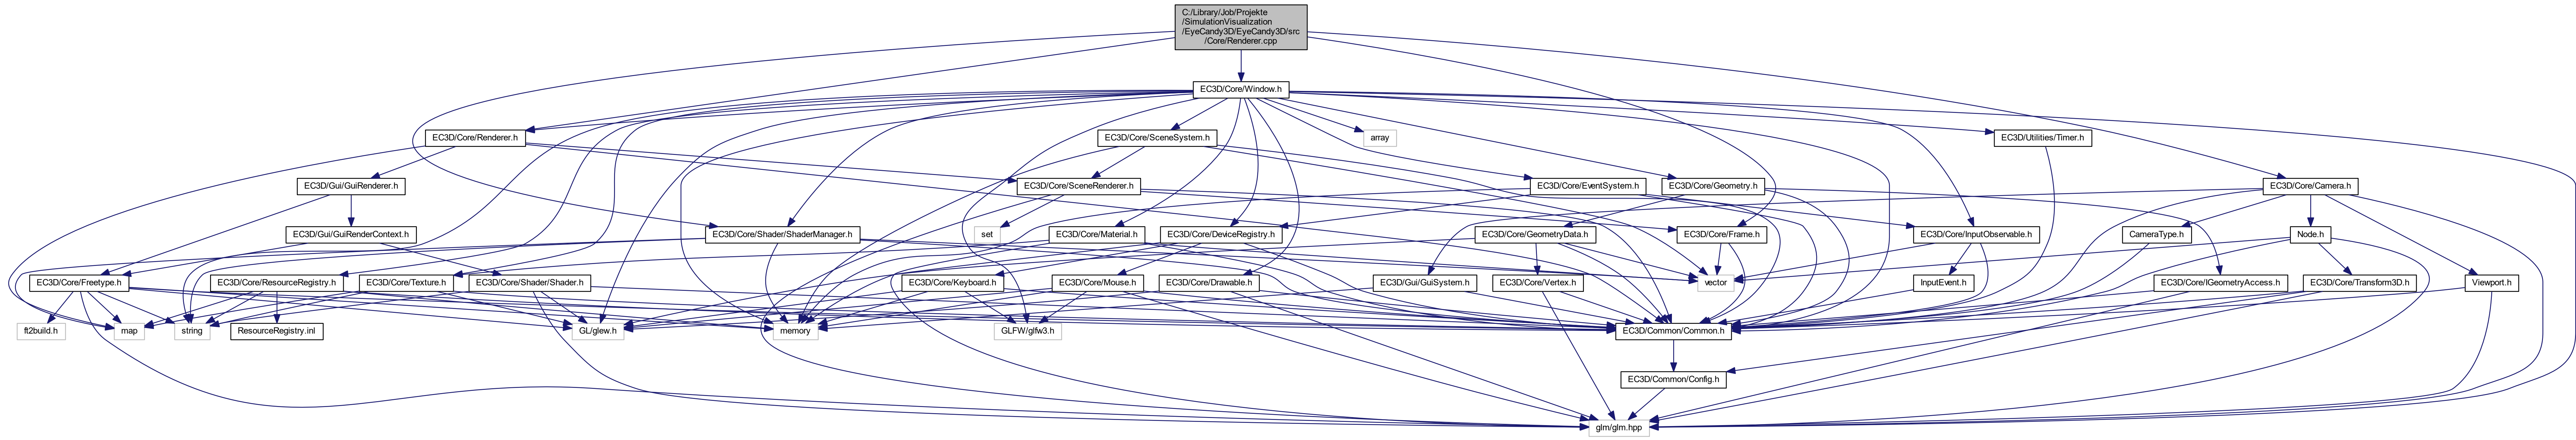 C:/Library/Job/Projekte
/SimulationVisualization
/EyeCandy3D/EyeCandy3D/src
/Core/Renderer.cpp
EC3D/Core/Window.h
EC3D/Core/Renderer.h
EC3D/Core/SceneSystem.h
array
EC3D/Utilities/Timer.h
EC3D/Gui/GuiRenderer.h
EC3D/Core/SceneRenderer.h
EC3D/Core/EventSystem.h
EC3D/Core/Geometry.h
EC3D/Core/Camera.h
EC3D/Gui/GuiRenderContext.h
EC3D/Core/Shader/ShaderManager.h
set
EC3D/Core/Material.h
EC3D/Core/DeviceRegistry.h
EC3D/Core/GeometryData.h
EC3D/Core/Frame.h
EC3D/Core/InputObservable.h
CameraType.h
Node.h
EC3D/Core/Freetype.h
EC3D/Core/ResourceRegistry.h
EC3D/Core/Texture.h
EC3D/Core/Shader/Shader.h
EC3D/Core/Keyboard.h
EC3D/Core/Mouse.h
EC3D/Core/Drawable.h
EC3D/Gui/GuiSystem.h
EC3D/Core/Vertex.h
vector
InputEvent.h
EC3D/Core/IGeometryAccess.h
EC3D/Core/Transform3D.h
Viewport.h
ft2build.h
map
string
ResourceRegistry.inl
GL/glew.h
memory
GLFW/glfw3.h
EC3D/Common/Common.h
EC3D/Common/Config.h
glm/glm.hpp